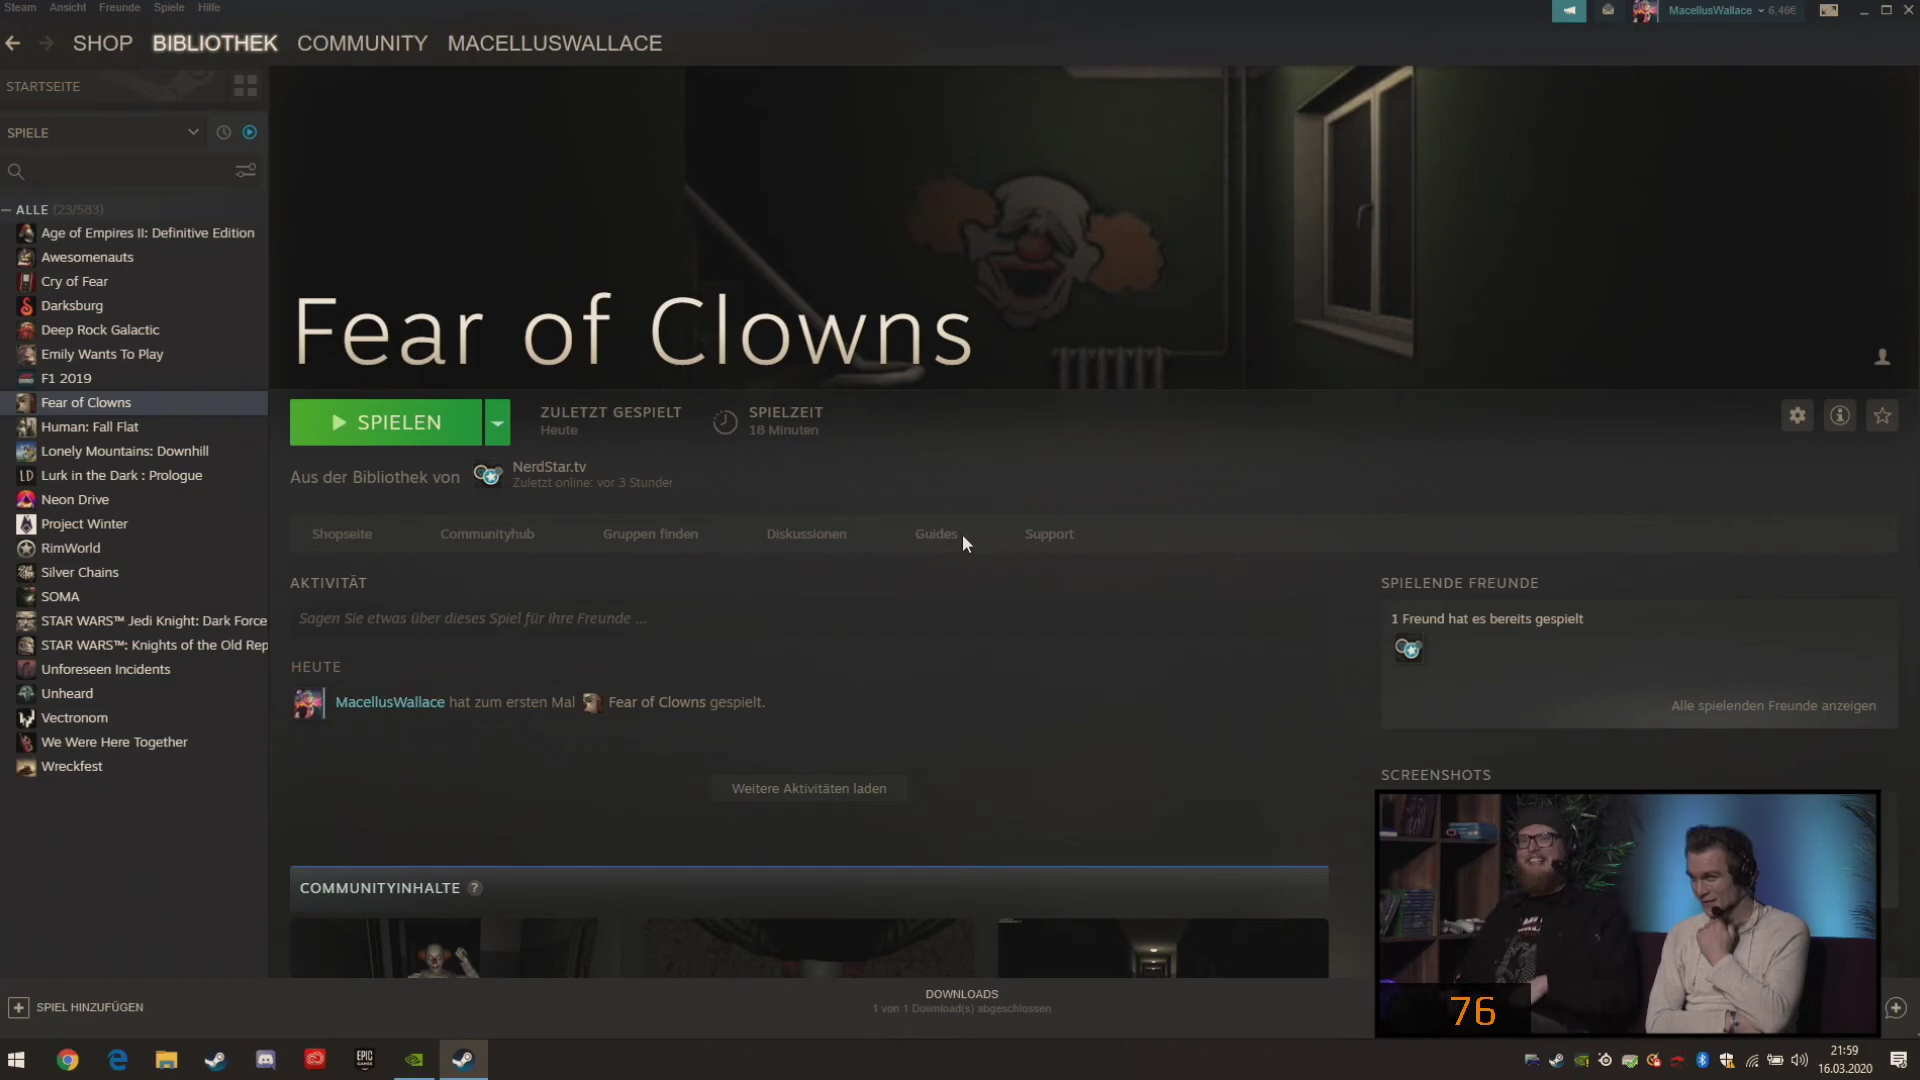 Steam Ansicht Freunde Spiele Hilfe
MacellusWallace 6,46€
SHOP BIBLIOTHEK COMMUNITY MACELLUSWALLACE
STARTSEITE
SPIELE
ALLE (23/583)
Age of Empires II: Definitive Edition
Awesomenauts
Cry of Fear
Darksburg
Deep Rock Galactic
Emily Wants To Play
F1 2019
Fear of Clowns
Human: Fall Flat
Lonely Mountains: Downhill
Lurk in the Dark : Prologue
Neon Drive
Project Winter
RimWorld
Silver Chains
SOMA
STAR WARS™ Jedi Knight: Dark Force
STAR WARS™: Knights of the Old Rep
Unforeseen Incidents
Unheard
Vectronom
We Were Here Together
Wreckfest
SPIEL HINZUFÜGEN
Fear of Clowns
SPIELEN
ZULETZT GESPIELT
Heute
SPIELZEIT
18 Minuten
Aus der Bibliothek von
NerdStar.tv
Zuletzt online: vor 3 Stunden
Shopseite Communityhub Gruppen finden Diskussionen Guides Support
AKTIVITÄT
Sagen Sie etwas über dieses Spiel für Ihre Freunde ...
HEUTE
MacellusWallace hat zum ersten Mal Fear of Clowns gespielt.
Weitere Aktivitäten laden
COMMUNITYINHALTE ?
SPIELENDE FREUNDE
1 Freund hat es bereits gespielt
Alle spielenden Freunde anzeigen
SCREENSHOTS
76
DOWNLOADS
1 von 1 Download(s) abgeschlossen
EPIC
GAMES
21:59
16.03.2020